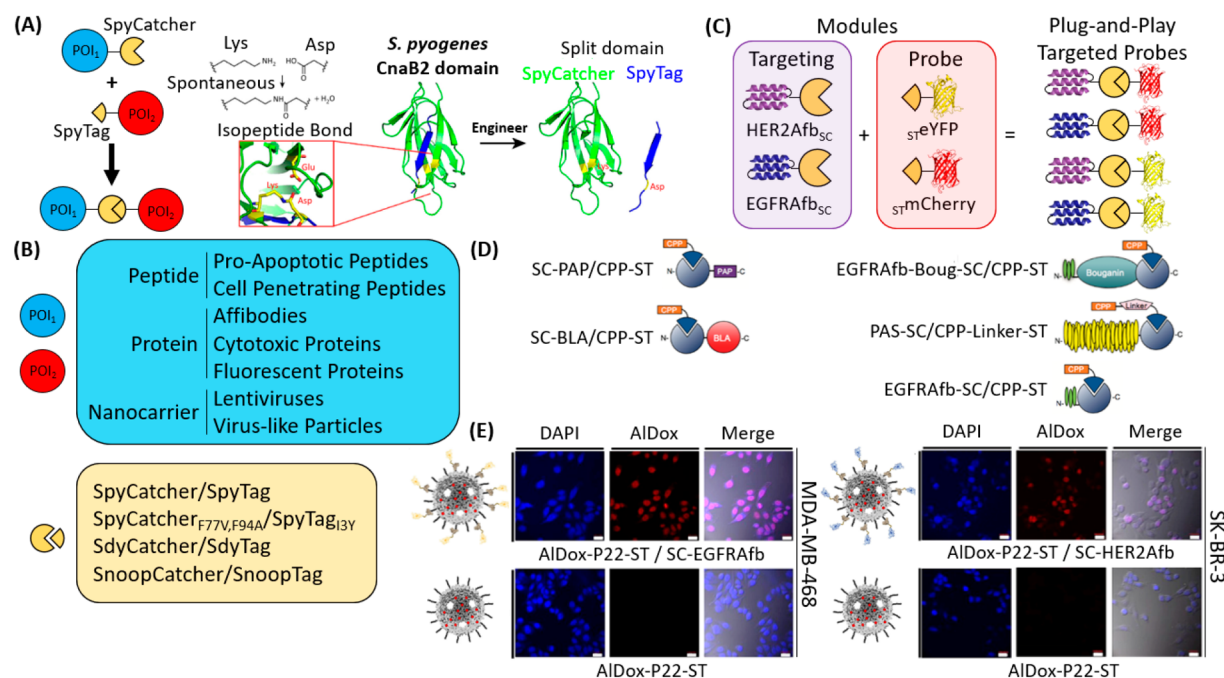 (A)
SpyCatcher
POI1
+
POI2
SpyTag
POI1
POI2
Lys
Asp
NH2
HO
O
Spontaneous
NH
O
+ H2O
Isopeptide Bond
Glu
Lys
Asp
S. pyogenes
CnaB2 domain
Engineer
Split domain
SpyCatcher SpyTag
Lys
Asp
(B)
POI1
POI2
Peptide
Pro-Apoptotic Peptides
Cell Penetrating Peptides
Protein
Affibodies
Cytotoxic Proteins
Fluorescent Proteins
Nanocarrier
Lentiviruses
Virus-like Particles
SpyCatcher/SpyTag
SpyCatcherF77V,F94A/SpyTagI3Y
SdyCatcher/SdyTag
SnoopCatcher/SnoopTag
(C)
Modules
Targeting
HER2AfbSC
EGFRAfbSC
+
Probe
STeYFP
STmCherry
=
Plug-and-Play
Targeted Probes
(D)
SC-PAP/CPP-ST
CPP
N-
PAP
-C
SC-BLA/CPP-ST
CPP
N-
BLA
-C
EGFRAfb-Boug-SC/CPP-ST
CPP
N-
Bouganin
-C
PAS-SC/CPP-Linker-ST
CPP
Linker
N-
-C
EGFRAfb-SC/CPP-ST
CPP
N-
-C
(E)
DAPI AlDox Merge
AlDox-P22-ST / SC-EGFRAfb
AlDox-P22-ST
MDA-MB-468
DAPI AlDox Merge
AlDox-P22-ST / SC-HER2Afb
AlDox-P22-ST
SK-BR-3